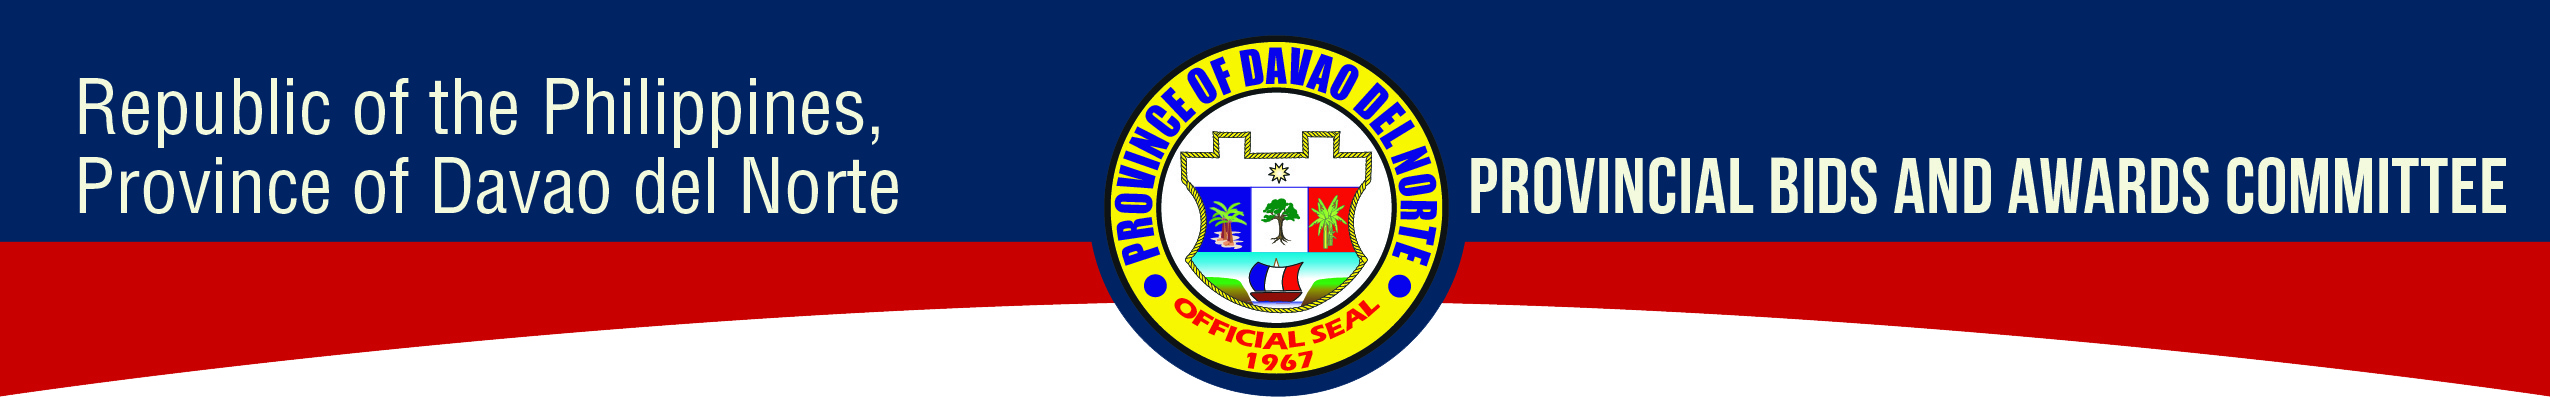 Republic of the Philippines,
Province of Davao del Norte
PROVINCE OF DAVAO DEL NORTE
OFFICIAL SEAL
1967
PROVINCIAL BIDS AND AWARDS COMMITTEE